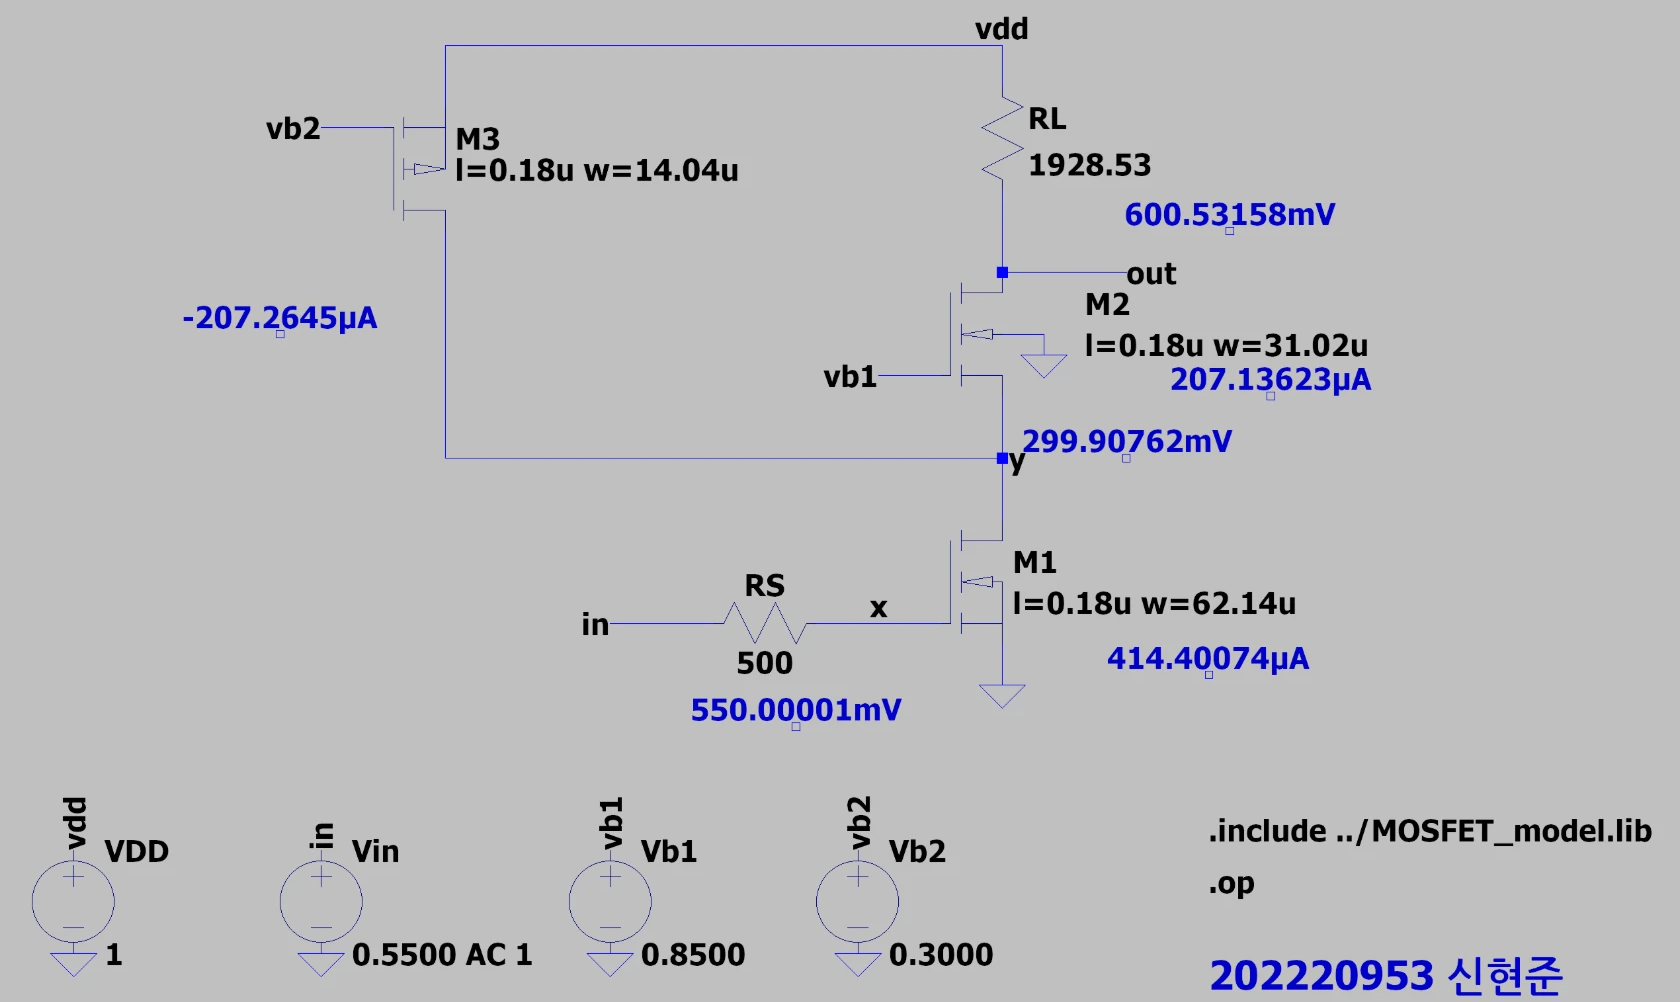 vdd
vb2
M3
l=0.18u w=14.04u
RL
1928.53
600.53158mV
out
M2
l=0.18u w=31.02u
-207.2645µA
vb1
207.13623µA
299.90762mV
y
M1
l=0.18u w=62.14u
RS
in
x
500
414.40074µA
550.00001mV
vdd
VDD
1
in
Vin
0.5500 AC 1
vb1
Vb1
0.8500
vb2
Vb2
0.3000
.include ../MOSFET_model.lib
.op
202220953 신현준